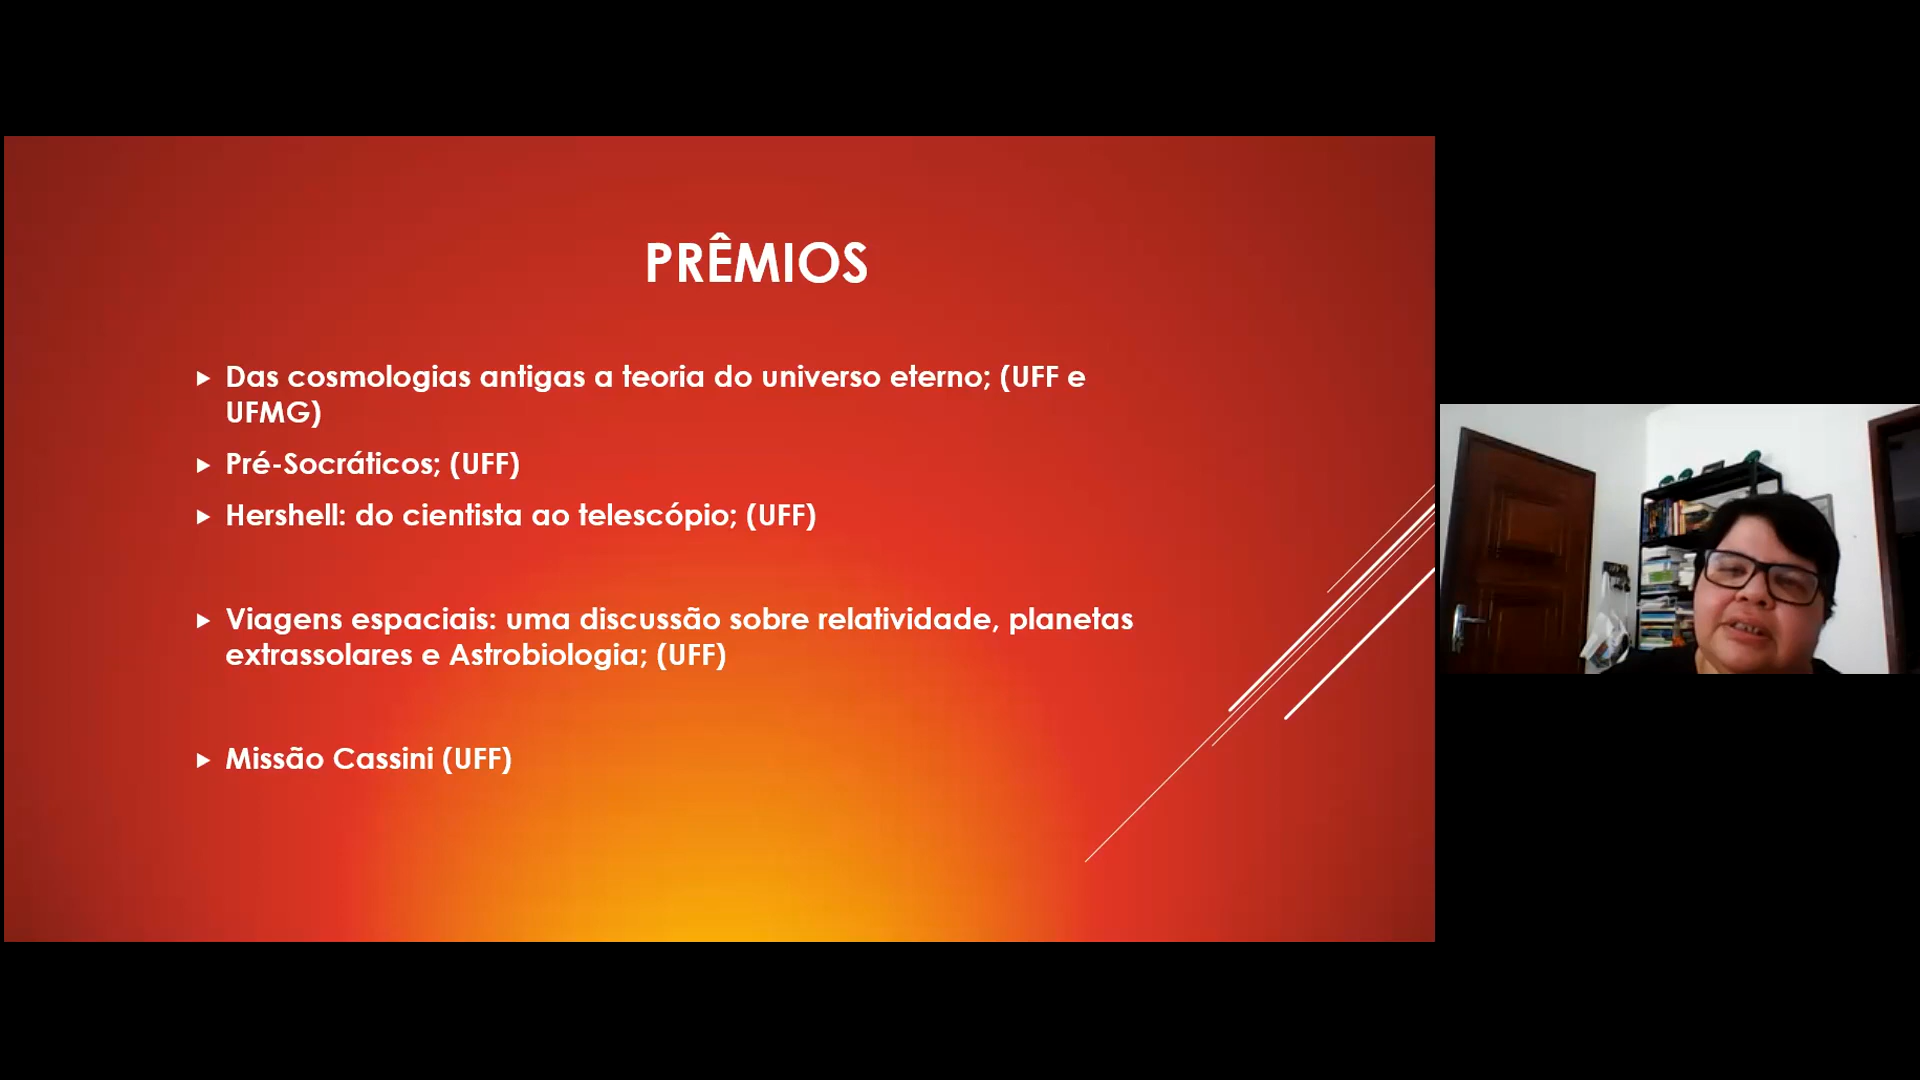 PRÊMIOS
Das cosmologias antigas a teoria do universo eterno; (UFF e
UFMG)
Pré-Socráticos; (UFF)
Hershell: do cientista ao telescópio; (UFF)
Viagens espaciais: uma discussão sobre relatividade, planetas
extrassolares e Astrobiologia; (UFF)
Missão Cassini (UFF)